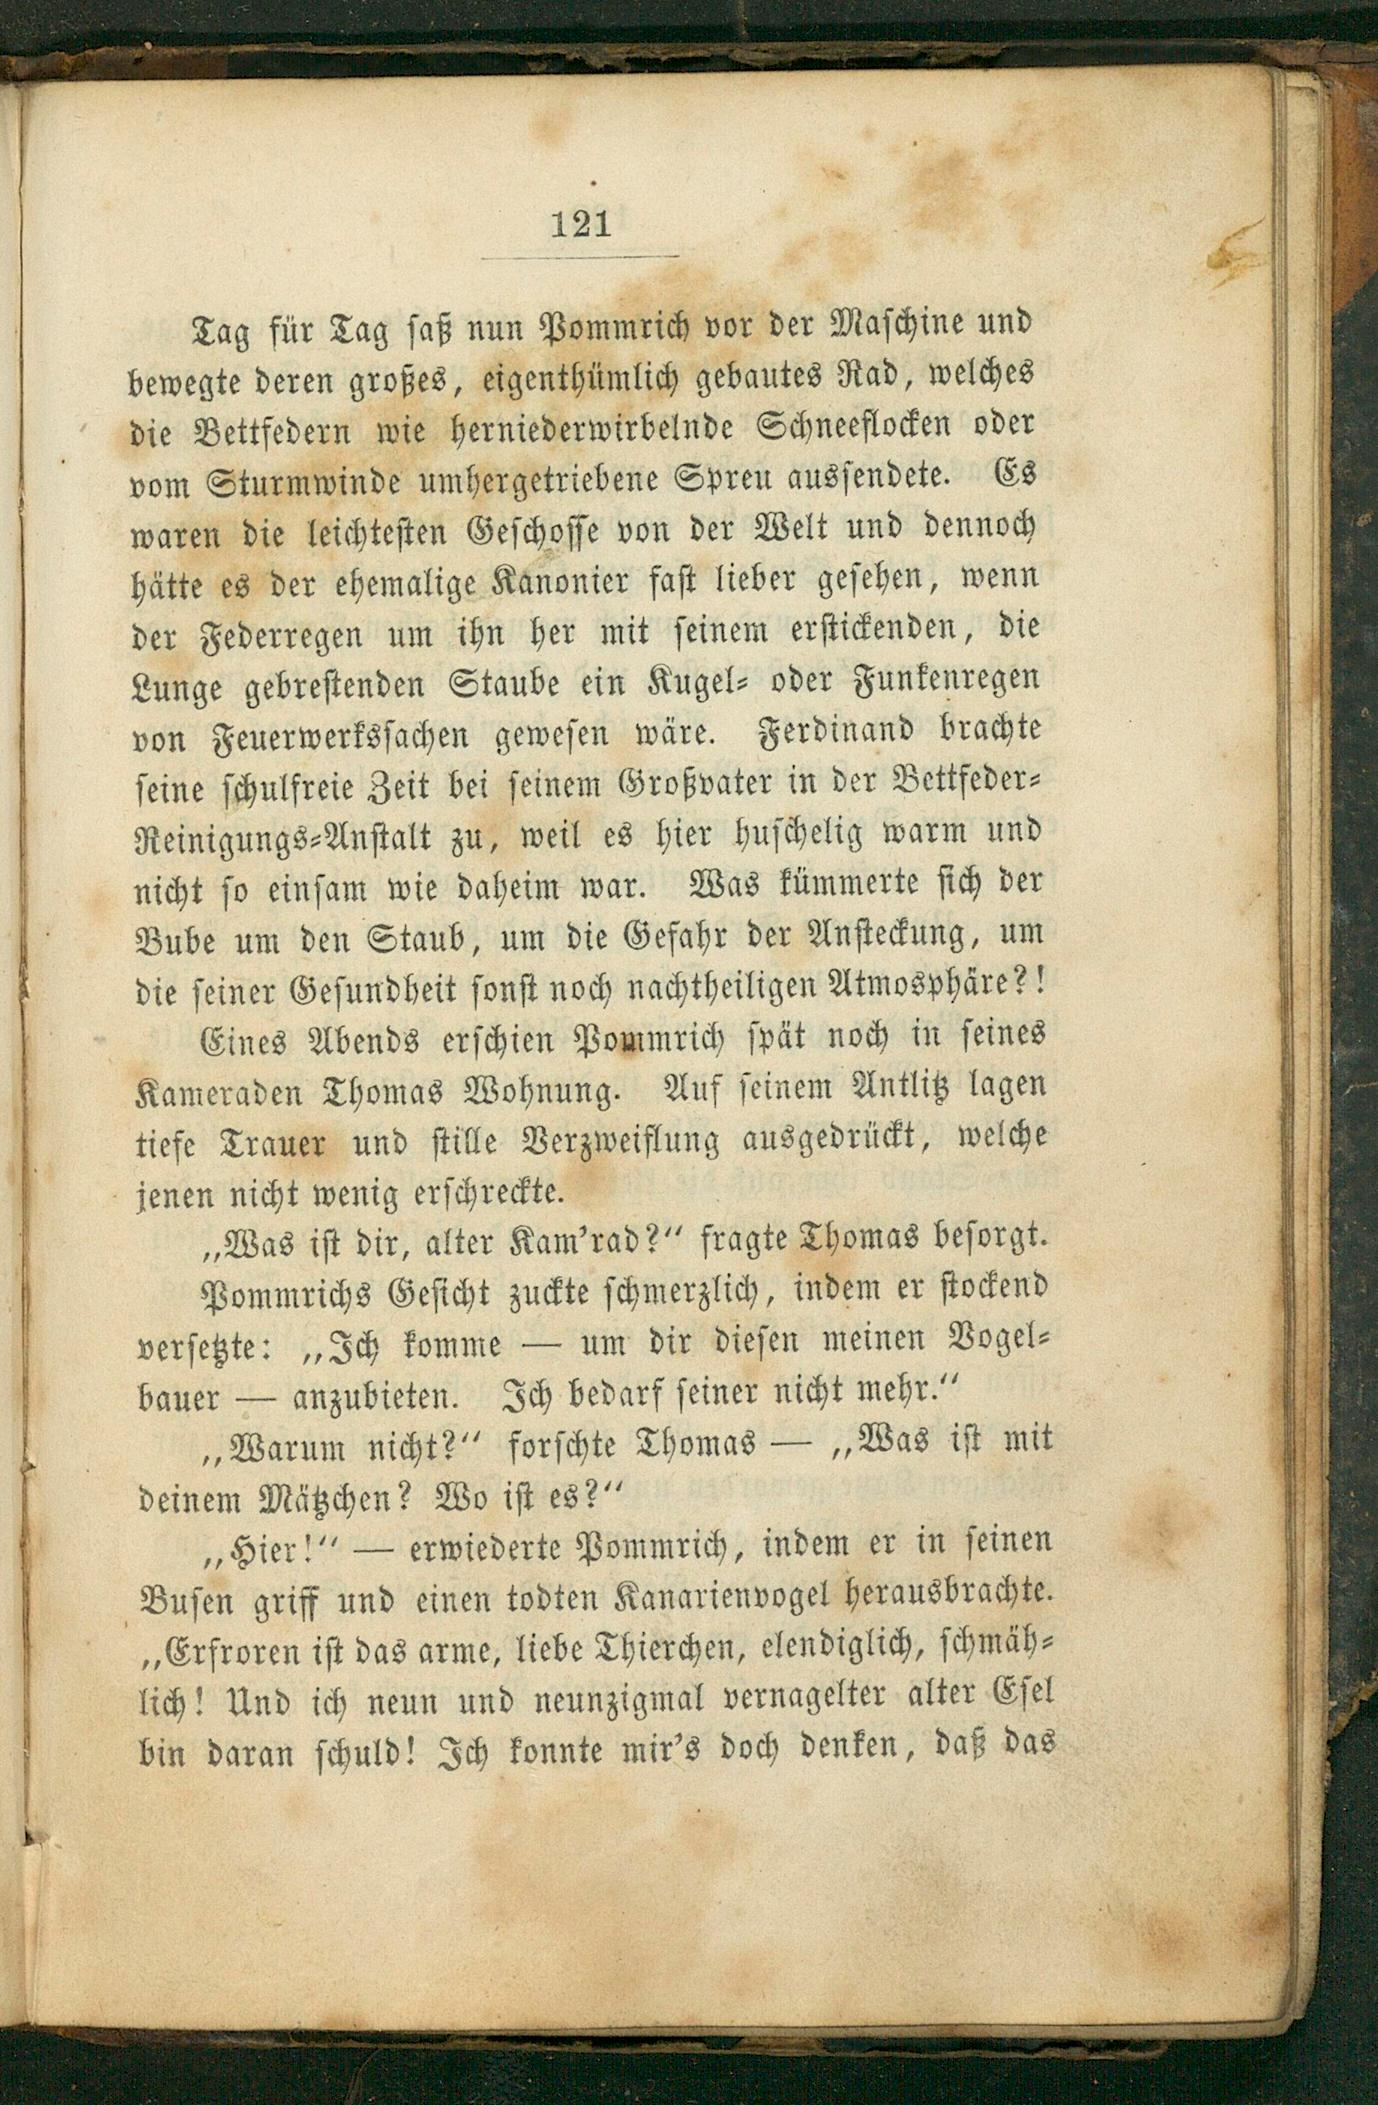 121
Tag für Tag saß nun Pommrich vor der Maschine und
bewegte deren großes, eigenthümlich gebautes Rad, welches
die Bettfedern wie herniederwirbelnde Schneeflocken oder
vom Sturmwinde umhergetriebene Spreu aussendete. Es
waren die leichtesten Geschosse von der Welt und dennoch
hätte es der ehemalige Kanonier fast lieber gesehen, wenn
der Federregen um ihn her mit seinem erstickenden, die
Lunge gebrestenden Staube ein Kugel- oder Funkenregen
von Feuerwerkssachen gewesen wäre. Ferdinand brachte
seine schulfreie Zeit bei seinem Großvater in der Bettfeder-
Reinigungs-Anstalt zu, weil es hier huschelig warm und
nicht so einsam wie daheim war. Was kümmerte sich der
Bube um den Staub, um die Gefahr der Ansteckung, um
die seiner Gesundheit sonst noch nachtheiligen Atmosphäre?!
Eines Abends erschien Pommrich spät noch in seines
Kameraden Thomas Wohnung. Auf seinem Antlitz lagen
tiefe Trauer und stille Verzweiflung ausgedrückt, welche
jenen nicht wenig erschreckte.
„Was ist dir, alter Kam'rad?“ fragte Thomas besorgt.
Pommrichs Gesicht zuckte schmerzlich, indem er stockend
versetzte: „Ich komme — um dir diesen meinen Vogel-
bauer — anzubieten. Ich bedarf seiner nicht mehr.“
„Warum nicht?“ forschte Thomas — „Was ist mit
deinem Mätzchen? Wo ist es?“
„Hier!“ — erwiederte Pommrich, indem er in seinen
Busen griff und einen todten Kanarienvogel herausbrachte.
„Erfroren ist das arme, liebe Thierchen, elendiglich, schmäh-
lich! Und ich neun und neunzigmal vernagelter alter Esel
bin daran schuld! Ich konnte mir's doch denken, daß das